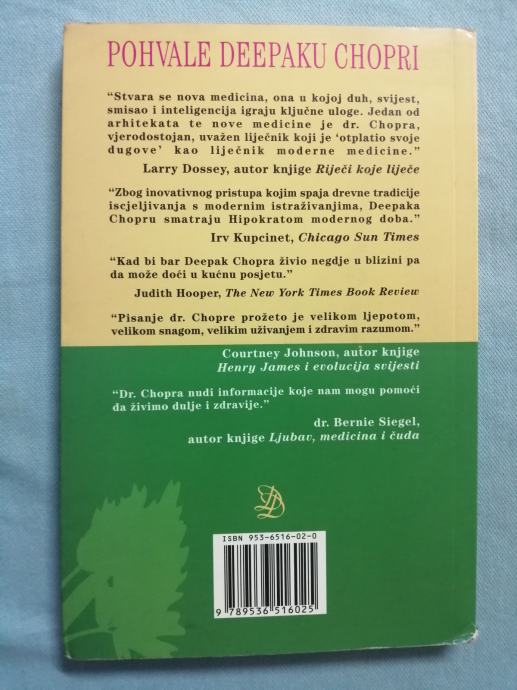 POHVALE DEEPAKU CHOPRI
“Stvara se nova medicina, ona u kojoj duh, svijest,
smisao i inteligencija igraju ključne uloge. Jedan od
arhitekata te nove medicine je dr. Chopra,
vjerodostojan, uvažen liječnik koji je ‘otplatio svoje
dugove’ kao liječnik moderne medicine.”
Larry Dossey, autor knjige Riječi koje liječe
“Zbog inovativnog pristupa kojim spaja drevne tradicije
iscjeljivanja s modernim istraživanjima, Deepaka
Chopru smatraju Hipokratom modernog doba.”
Irv Kupcinet, Chicago Sun Times
“Kad bi bar Deepak Chopra živio negdje u blizini pa
da može doći u kućnu posjetu.”
Judith Hooper, The New York Times Book Review
“Pisanje dr. Chopre prožeto je velikom ljepotom,
velikom snagom, velikim uživanjem i zdravim razumom.”
Courtney Johnson, autor knjige
Henry James i evolucija svijesti
“Dr. Chopra nudi informacije koje nam mogu pomoći
da živimo dulje i zdravije.”
dr. Bernie Siegel,
autor knjige Ljubav, medicina i čuda
ISBN 953-6516-02-0
9 789536 516025